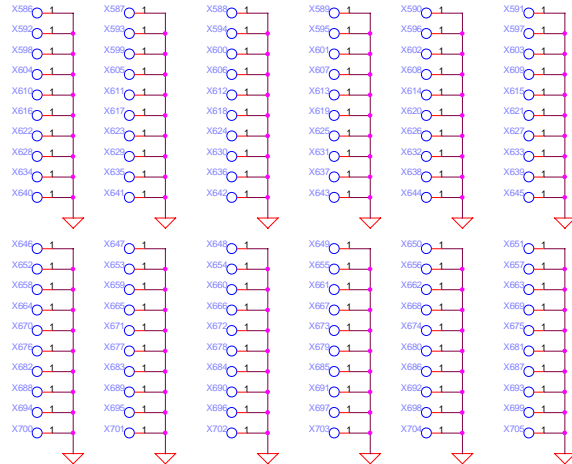 X586 1 X587 1 X588 1 X589 1 X590 1 X591 1
X592 1 X593 1 X594 1 X595 1 X596 1 X597 1
X598 1 X599 1 X600 1 X601 1 X602 1 X603 1
X604 1 X605 1 X606 1 X607 1 X608 1 X609 1
X610 1 X611 1 X612 1 X613 1 X614 1 X615 1
X616 1 X617 1 X618 1 X619 1 X620 1 X621 1
X622 1 X623 1 X624 1 X625 1 X626 1 X627 1
X628 1 X629 1 X630 1 X631 1 X632 1 X633 1
X634 1 X635 1 X636 1 X637 1 X638 1 X639 1
X640 1 X641 1 X642 1 X643 1 X644 1 X645 1
X646 1 X647 1 X648 1 X649 1 X650 1 X651 1
X652 1 X653 1 X654 1 X655 1 X656 1 X657 1
X658 1 X659 1 X660 1 X661 1 X662 1 X663 1
X664 1 X665 1 X666 1 X667 1 X668 1 X669 1
X670 1 X671 1 X672 1 X673 1 X674 1 X675 1
X676 1 X677 1 X678 1 X679 1 X680 1 X681 1
X682 1 X683 1 X684 1 X685 1 X686 1 X687 1
X688 1 X689 1 X690 1 X691 1 X692 1 X693 1
X694 1 X695 1 X696 1 X697 1 X698 1 X699 1
X700 1 X701 1 X702 1 X703 1 X704 1 X705 1